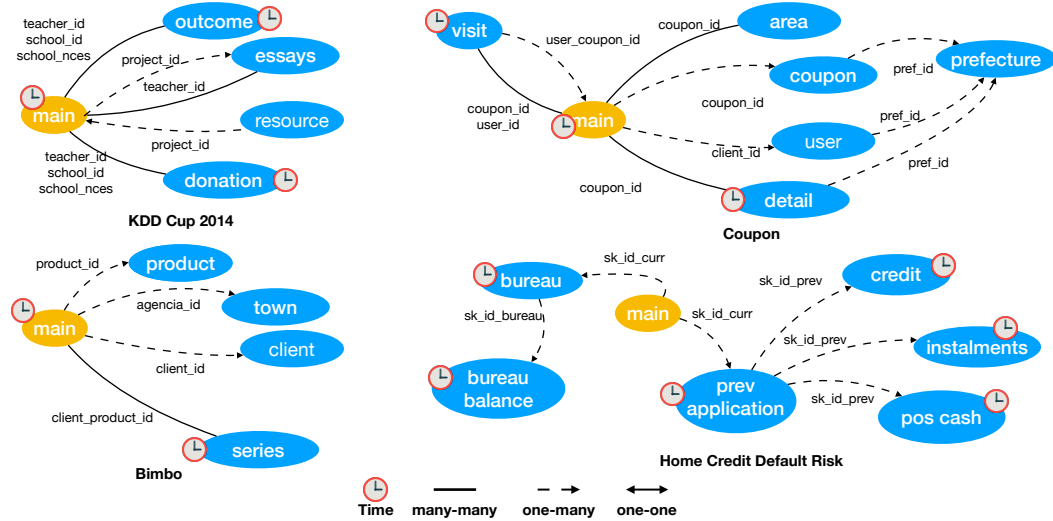 teacher_id
school_id
school_nces
outcome
project_id
essays
teacher_id
main
resource
project_id
teacher_id
school_id
school_nces
donation
KDD Cup 2014
visit
user_coupon_id
coupon_id
area
coupon
pref_id
prefecture
coupon_id
user_id
main
coupon_id
pref_id
user
client_id
pref_id
coupon_id
detail
Coupon
product_id
product
agencia_id
town
main
client
client_id
client_product_id
series
Bimbo
sk_id_curr
bureau
main
sk_id_bureau
sk_id_curr
bureau
balance
sk_id_prev
credit
sk_id_prev
instalments
prev
application
sk_id_prev
pos cash
Home Credit Default Risk
Time
many-many
one-many
one-one